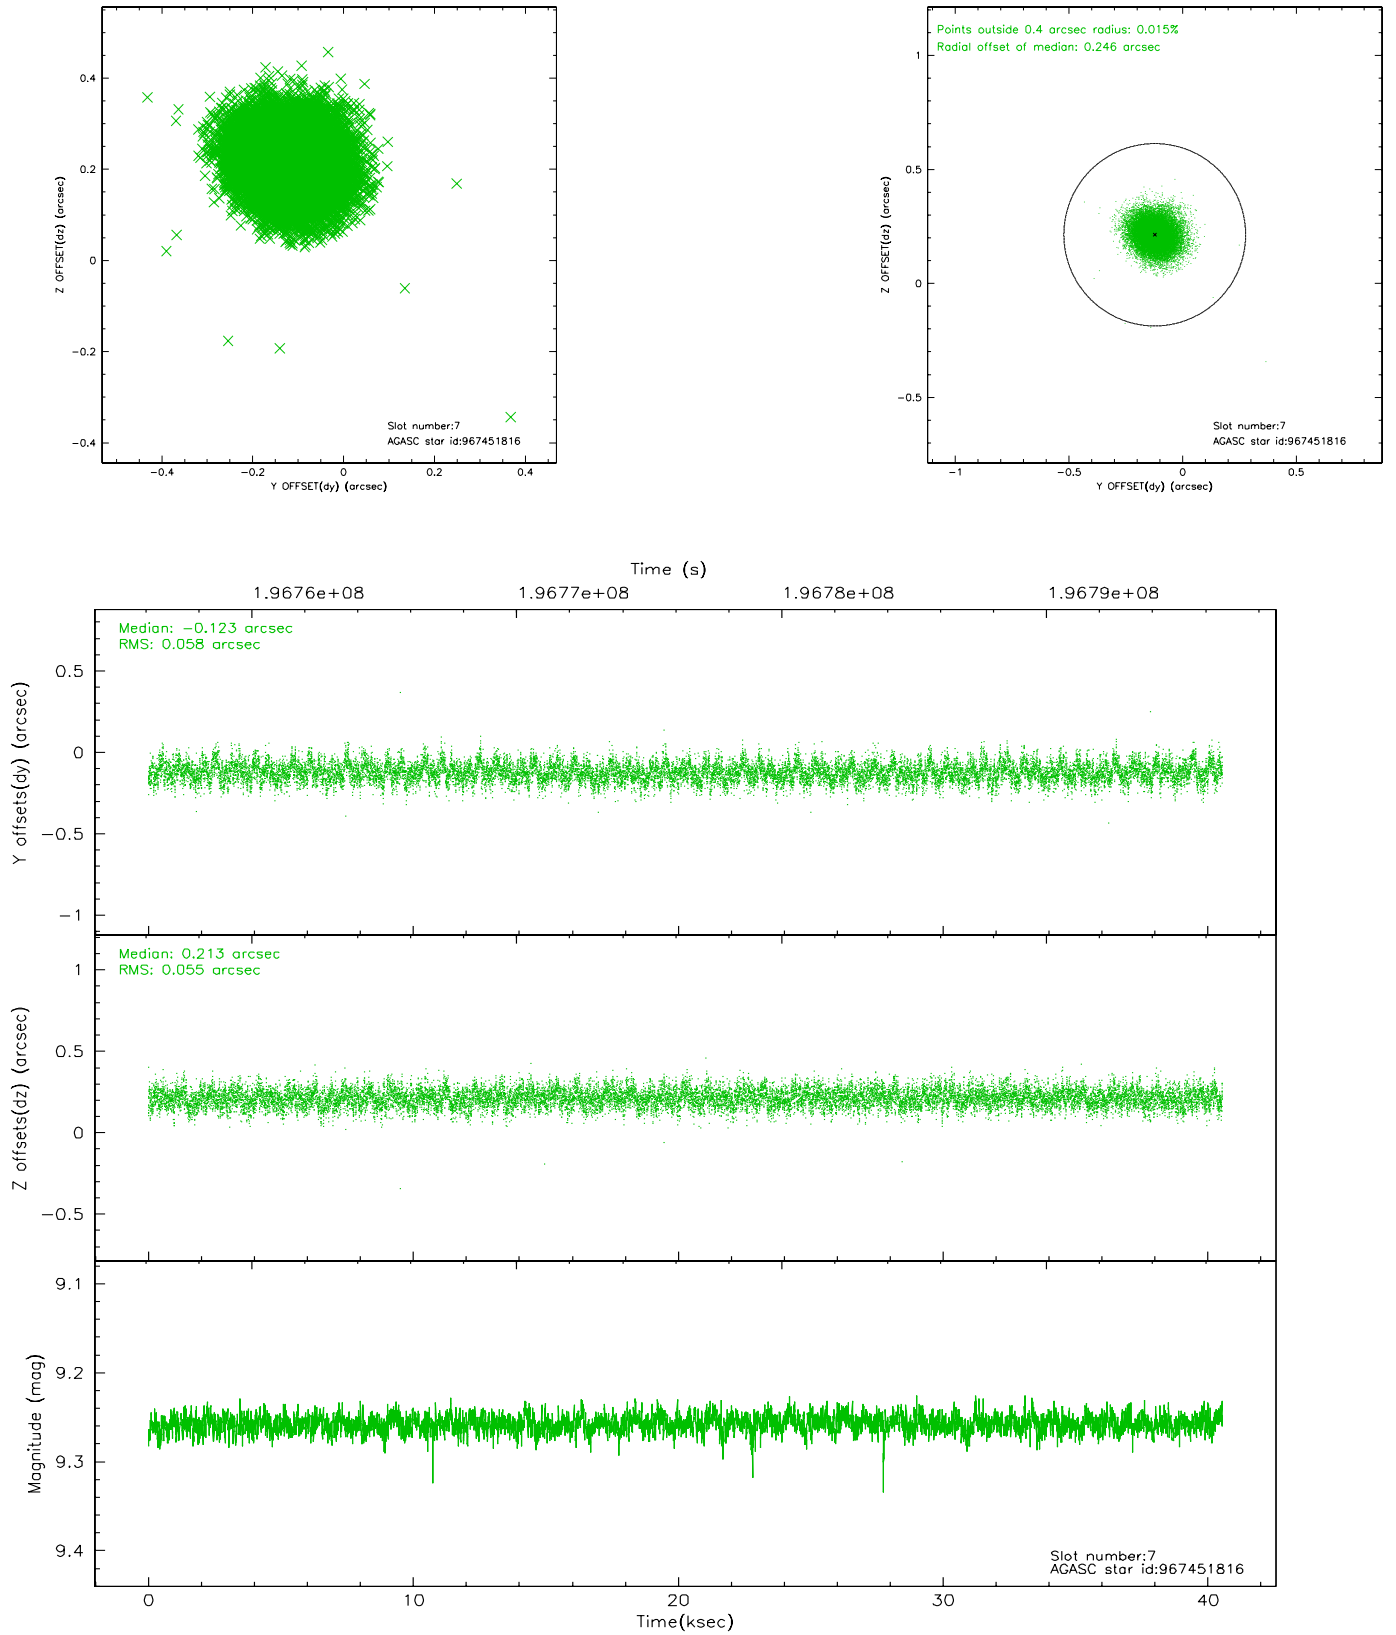 0.4
0.2
0
−0.2
−0.4
Z OFFSET(dz) (arcsec)
−0.4
−0.2
0
0.2
0.4
Y OFFSET(dy) (arcsec)
Slot number:7
AGASC star id:967451816
Points outside 0.4 arcsec radius: 0.015%
Radial offset of median: 0.246 arcsec
1
0.5
0
−0.5
Z OFFSET(dz) (arcsec)
−1
−0.5
0
0.5
Y OFFSET(dy) (arcsec)
Slot number:7
AGASC star id:967451816
Time (s)
1.9676e+08
1.9677e+08
1.9678e+08
1.9679e+08
Median: −0.123 arcsec
RMS: 0.058 arcsec
0.5
0
−0.5
−1
Y offsets(dy) (arcsec)
Median: 0.213 arcsec
RMS: 0.055 arcsec
1
0.5
0
−0.5
Z offsets(dz) (arcsec)
9.1
9.2
9.3
9.4
Magnitude (mag)
Slot number:7
AGASC star id:967451816
0
10
20
30
40
Time(ksec)